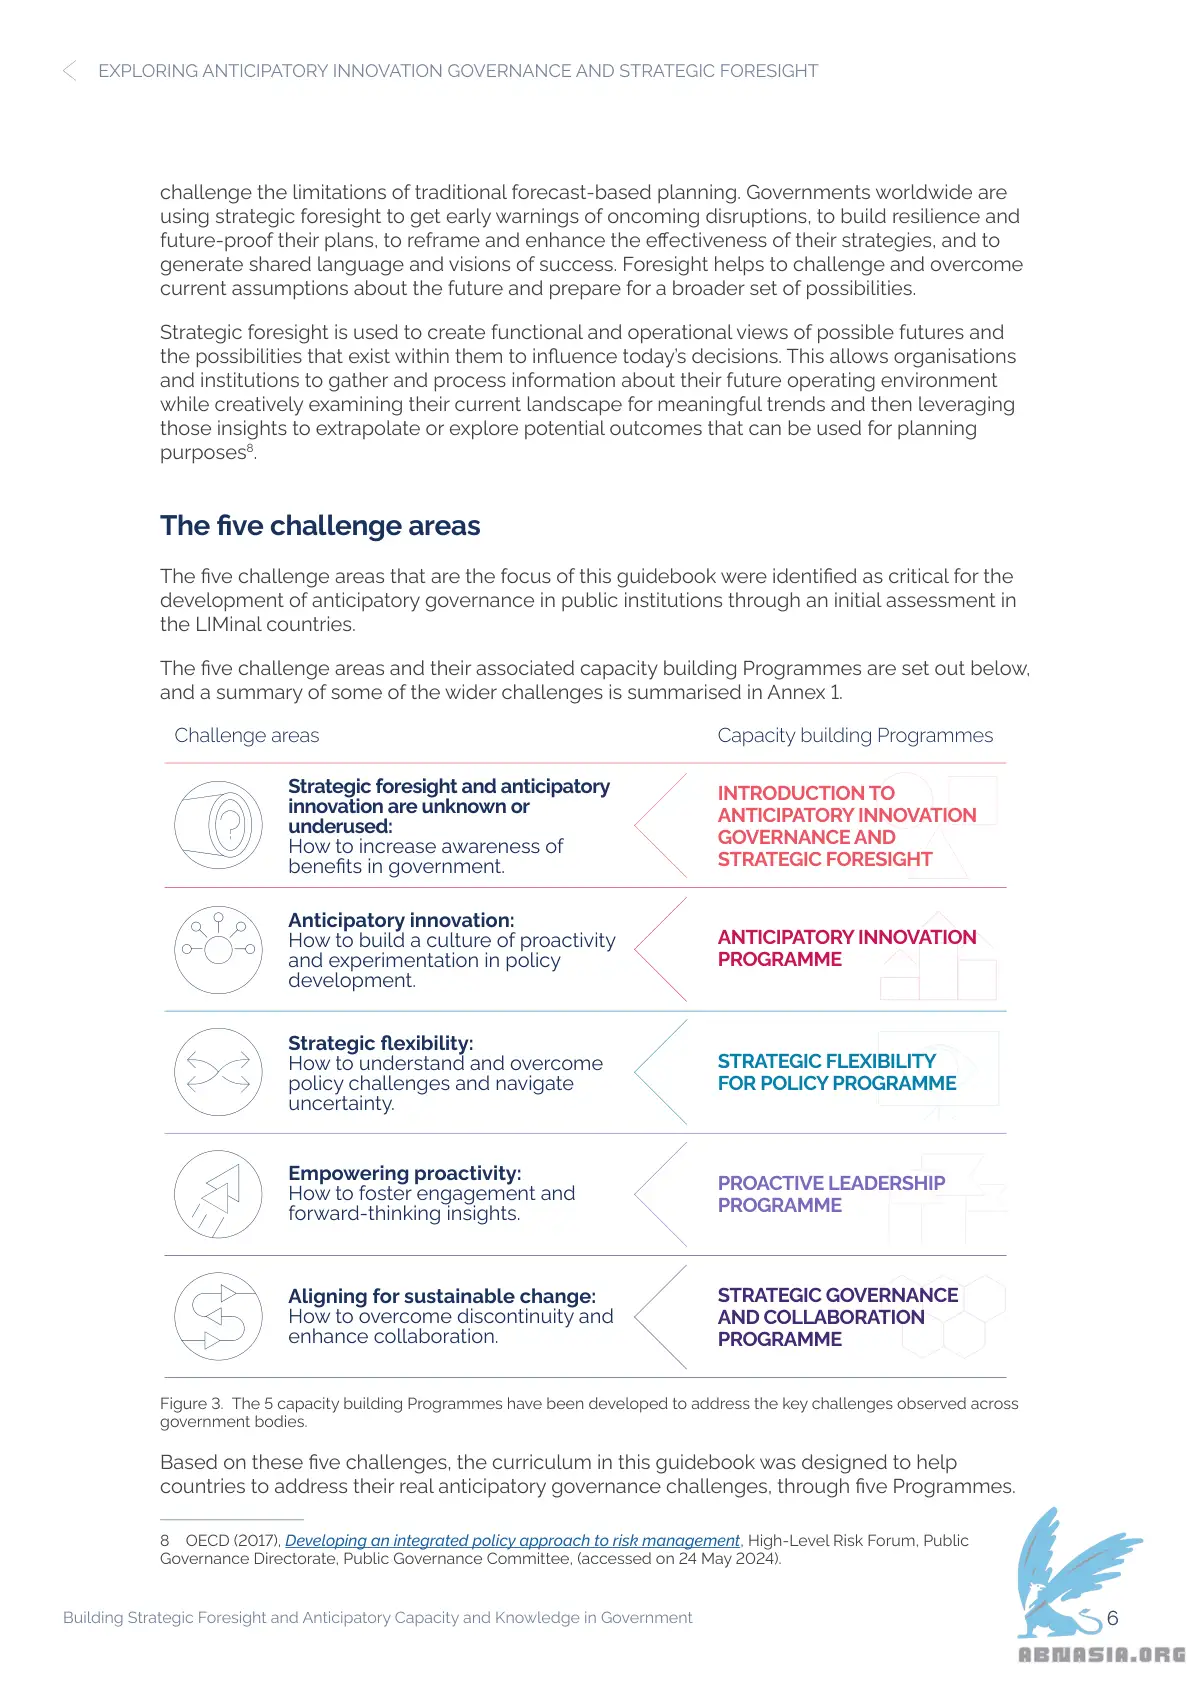 EXPLORING ANTICIPATORY INNOVATION GOVERNANCE AND STRATEGIC FORESIGHT
challenge the limitations of traditional forecast-based planning. Governments worldwide are
using strategic foresight to get early warnings of oncoming disruptions, to build resilience and
future-proof their plans, to reframe and enhance the effectiveness of their strategies, and to
generate shared language and visions of success. Foresight helps to challenge and overcome
current assumptions about the future and prepare for a broader set of possibilities.
Strategic foresight is used to create functional and operational views of possible futures and
the possibilities that exist within them to influence today's decisions. This allows organisations
and institutions to gather and process information about their future operating environment
while creatively examining their current landscape for meaningful trends and then leveraging
those insights to extrapolate or explore potential outcomes that can be used for planning
purposes⁸.
The five challenge areas
The five challenge areas that are the focus of this guidebook were identified as critical for the
development of anticipatory governance in public institutions through an initial assessment in
the LIMinal countries.
The five challenge areas and their associated capacity building Programmes are set out below,
and a summary of some of the wider challenges is summarised in Annex 1.
Challenge areas
Capacity building Programmes
Strategic foresight and anticipatory
innovation are unknown or
underused:
How to increase awareness of
benefits in government.
INTRODUCTION TO
ANTICIPATORY INNOVATION
GOVERNANCE AND
STRATEGIC FORESIGHT
Anticipatory innovation:
How to build a culture of proactivity
and experimentation in policy
development.
ANTICIPATORY INNOVATION
PROGRAMME
Strategic flexibility:
How to understand and overcome
policy challenges and navigate
uncertainty.
STRATEGIC FLEXIBILITY
FOR POLICY PROGRAMME
Empowering proactivity:
How to foster engagement and
forward-thinking insights.
PROACTIVE LEADERSHIP
PROGRAMME
Aligning for sustainable change:
How to overcome discontinuity and
enhance collaboration.
STRATEGIC GOVERNANCE
AND COLLABORATION
PROGRAMME
Figure 3. The 5 capacity building Programmes have been developed to address the key challenges observed across
government bodies.
Based on these five challenges, the curriculum in this guidebook was designed to help
countries to address their real anticipatory governance challenges, through five Programmes.
8 OECD (2017), Developing an integrated policy approach to risk management, High-Level Risk Forum, Public
Governance Directorate, Public Governance Committee, (accessed on 24 May 2024).
Building Strategic Foresight and Anticipatory Capacity and Knowledge in Government
6
ABNASIA.ORG